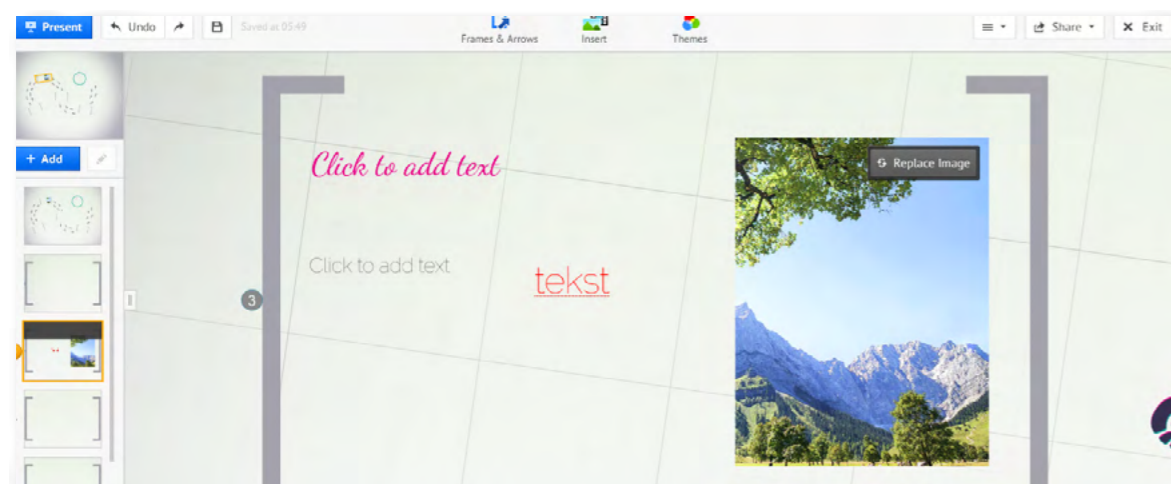 Present Undo Saved at 05:49 Frames & Arrows Insert Themes Share Exit
+ Add
Click to add text
Replace Image
Click to add text
tekst
3